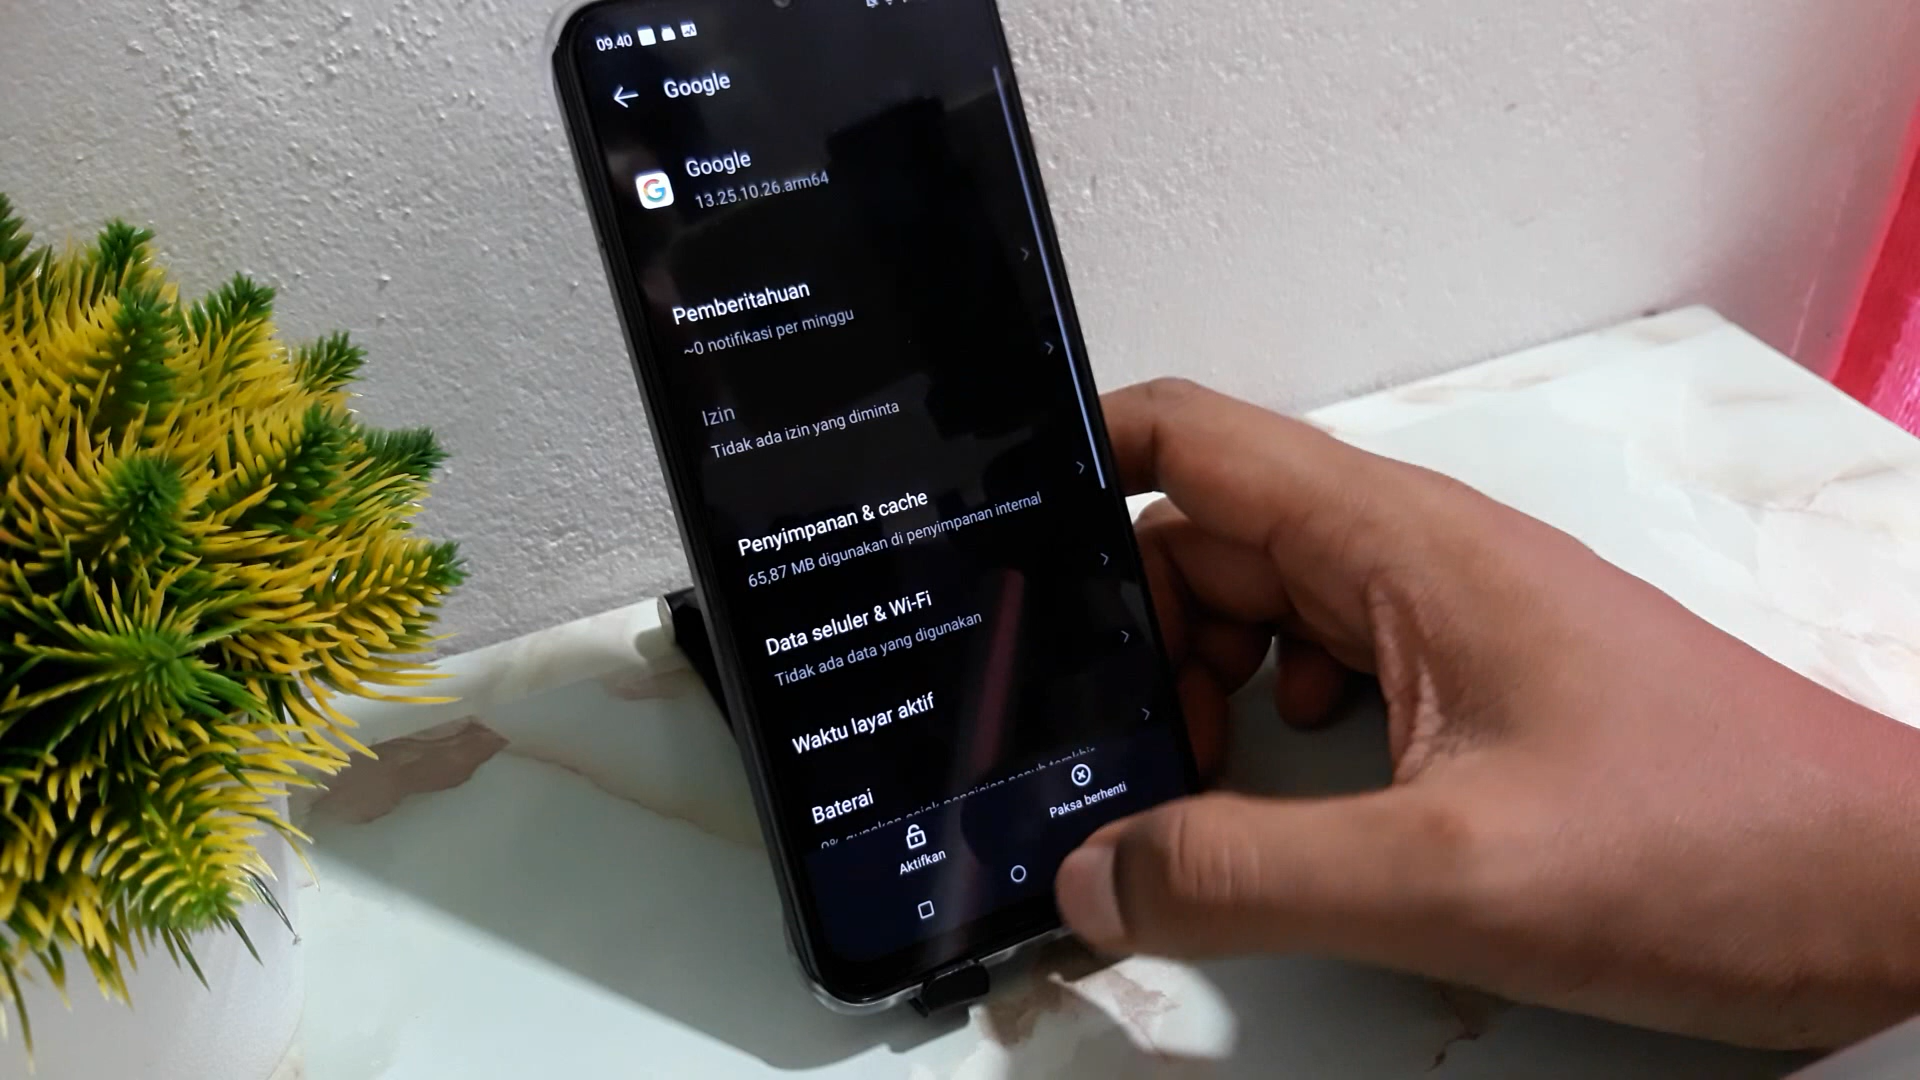 09.40
Google
Google
13.25.10.26.arm64
Pemberitahuan
~0 notifikasi per minggu
Izin
Tidak ada izin yang diminta
Penyimpanan & cache
65,87 MB digunakan di penyimpanan internal
Data seluler & Wi-Fi
Tidak ada data yang digunakan
Waktu layar aktif
Baterai
Aktifkan
Paksa berhenti